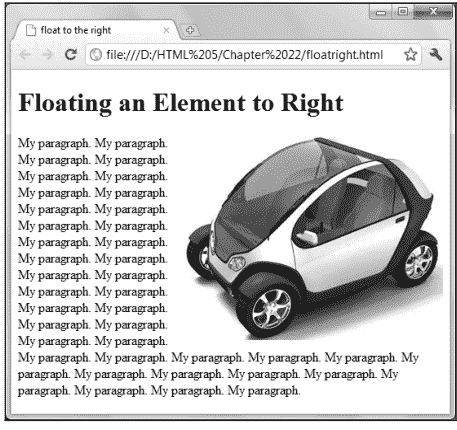 float to the right
file:///D:/HTML%205/Chapter%2022/floatright.html
Floating an Element to Right
My paragraph. My paragraph.
My paragraph. My paragraph.
My paragraph. My paragraph.
My paragraph. My paragraph.
My paragraph. My paragraph.
My paragraph. My paragraph.
My paragraph. My paragraph.
My paragraph. My paragraph.
My paragraph. My paragraph.
My paragraph. My paragraph.
My paragraph. My paragraph.
My paragraph. My paragraph.
My paragraph. My paragraph.
My paragraph. My paragraph. My paragraph. My paragraph. My paragraph. My
paragraph. My paragraph. My paragraph. My paragraph. My paragraph. My
paragraph. My paragraph. My paragraph. My paragraph.